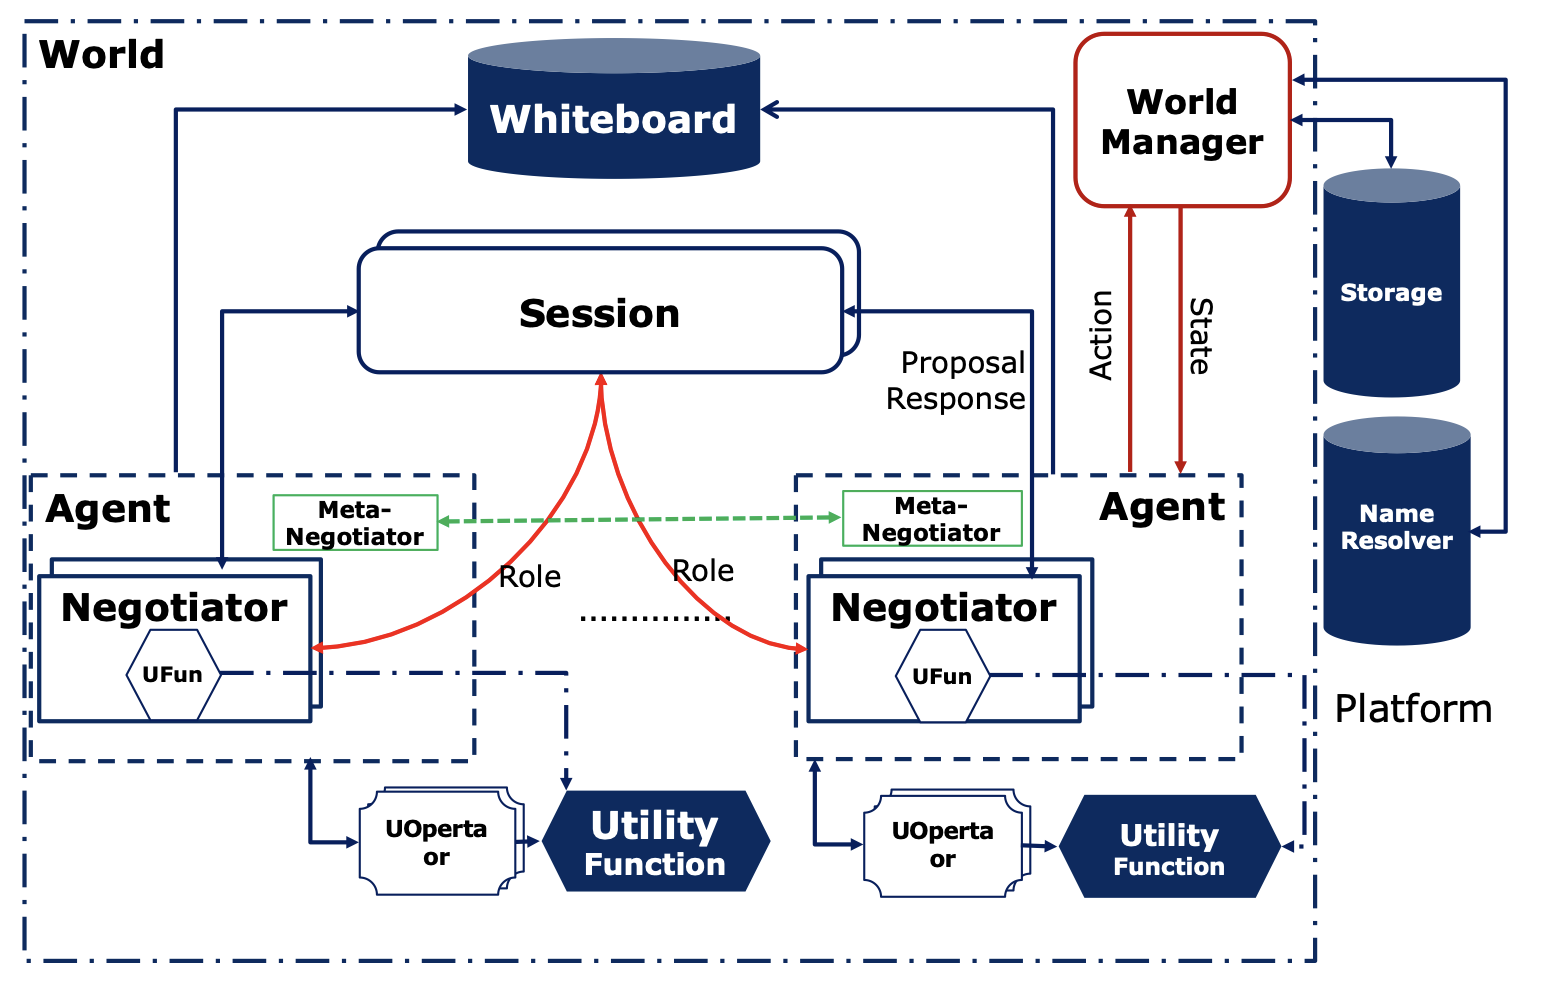 World
Whiteboard
World
Manager
Storage
Session
Action
State
Proposal
Response
Agent
Meta-
Negotiator
Meta-
Negotiator
Agent
Name
Resolver
Role
Role
...............
Negotiator
UFun
Negotiator
UFun
Platform
UOperta
or
Utility
Function
UOperta
or
Utility
Function